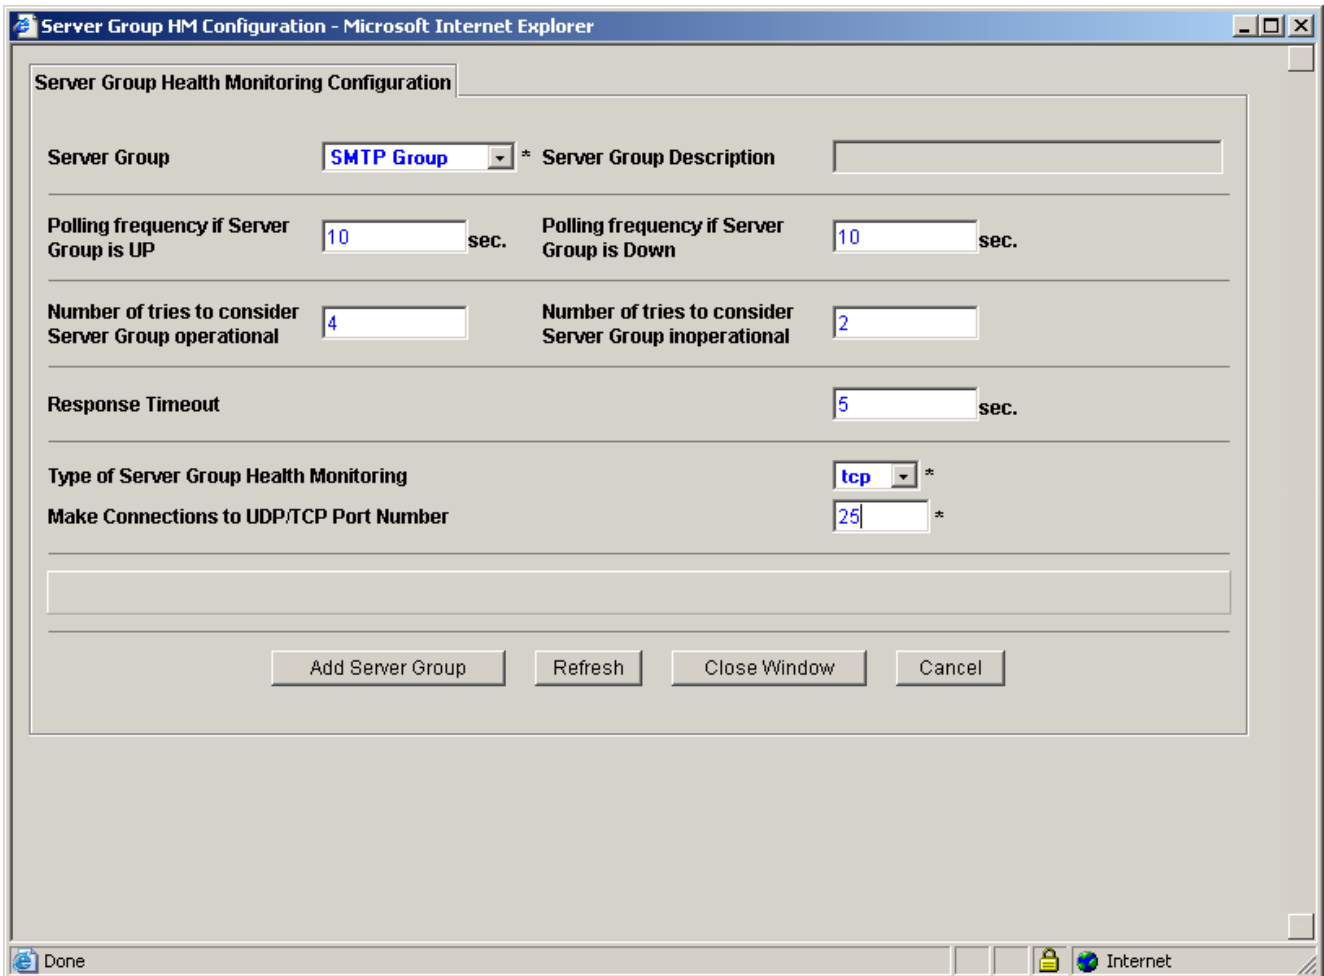 Server Group HM Configuration - Microsoft Internet Explorer
Server Group Health Monitoring Configuration
Server Group SMTP Group * Server Group Description
Polling frequency if Server Group is UP 10 sec. Polling frequency if Server Group is Down 10 sec.
Number of tries to consider Server Group operational 4 Number of tries to consider Server Group inoperational 2
Response Timeout 5 sec.
Type of Server Group Health Monitoring tcp *
Make Connections to UDP/TCP Port Number 25 *
Add Server Group Refresh Close Window Cancel
Done Internet